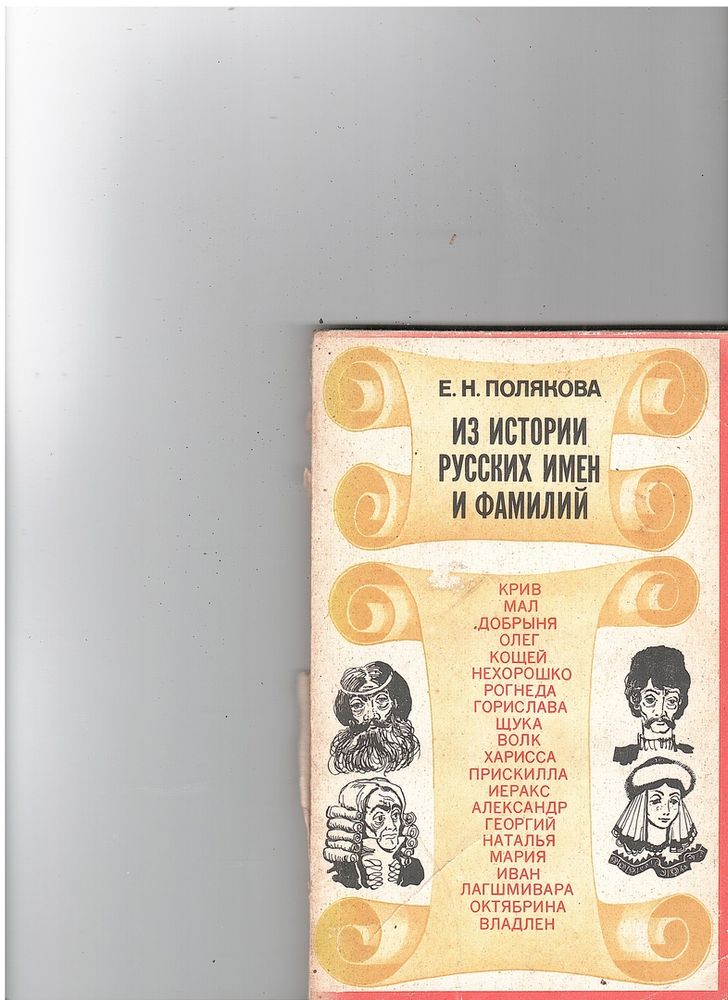 Е. Н. ПОЛЯКОВА
ИЗ ИСТОРИИ
РУССКИХ ИМЕН
И ФАМИЛИЙ
КРИВ
МАЛ
ДОБРЫНЯ
ОЛЕГ
КОЩЕЙ
НЕХОРОШКО
РОГНЕДА
ГОРИСЛАВА
ЩУКА
ВОЛК
ХАРИССА
ПРИСКИЛЛА
ИЕРАКС
АЛЕКСАНДР
ГЕОРГИЙ
НАТАЛЬЯ
МАРИЯ
ИВАН
ЛАГШМИВАРА
ОКТЯБРИНА
ВЛАДЛЕН